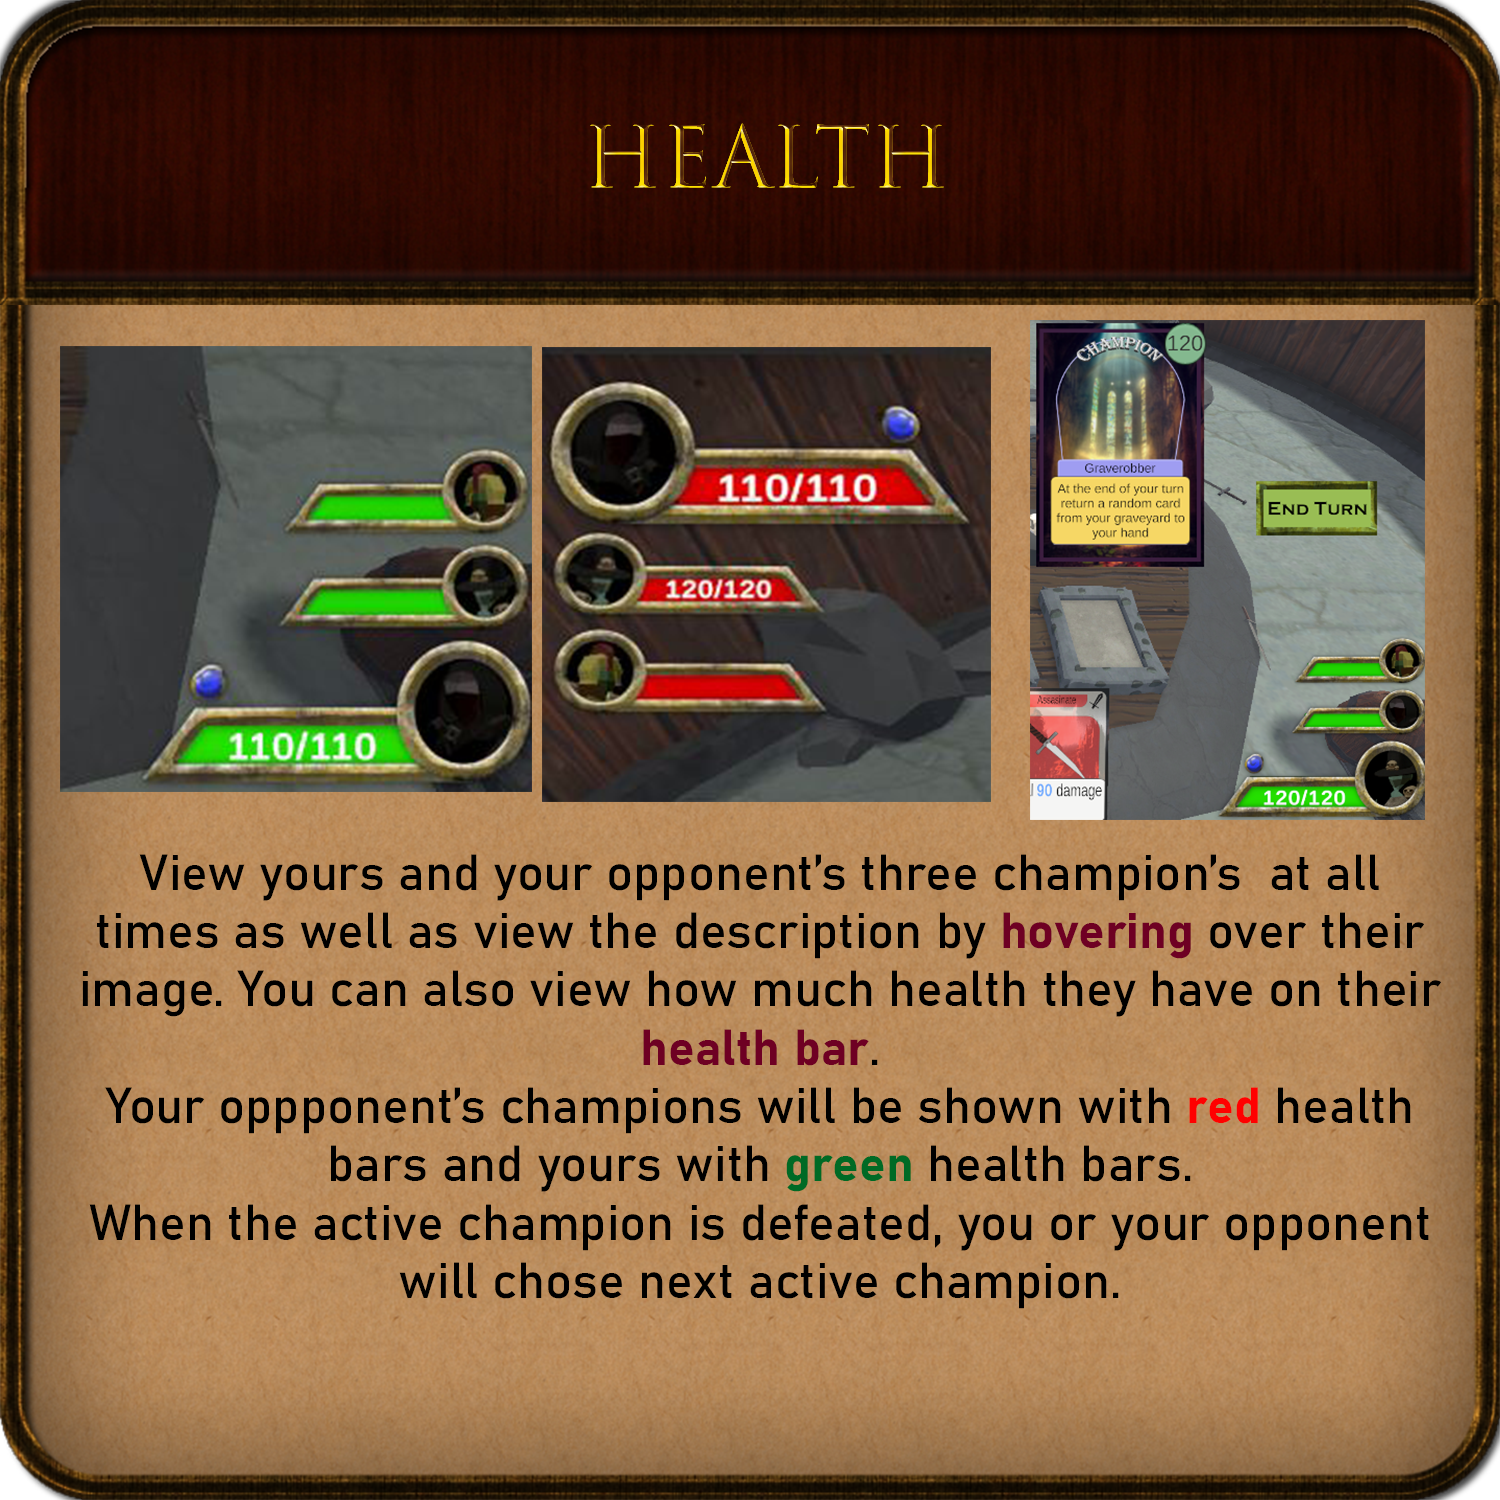 HEALTH
110/110
110/110
120/120
CHAMPION
120
Graverobber
At the end of your turn
return a random card
from your graveyard to
your hand
END TURN
Assasinate
90 damage
120/120
View yours and your opponent's three champion's at all
times as well as view the description by hovering over their
image. You can also view how much health they have on their
health bar.
Your oppponent's champions will be shown with red health
bars and yours with green health bars.
When the active champion is defeated, you or your opponent
will chose next active champion.